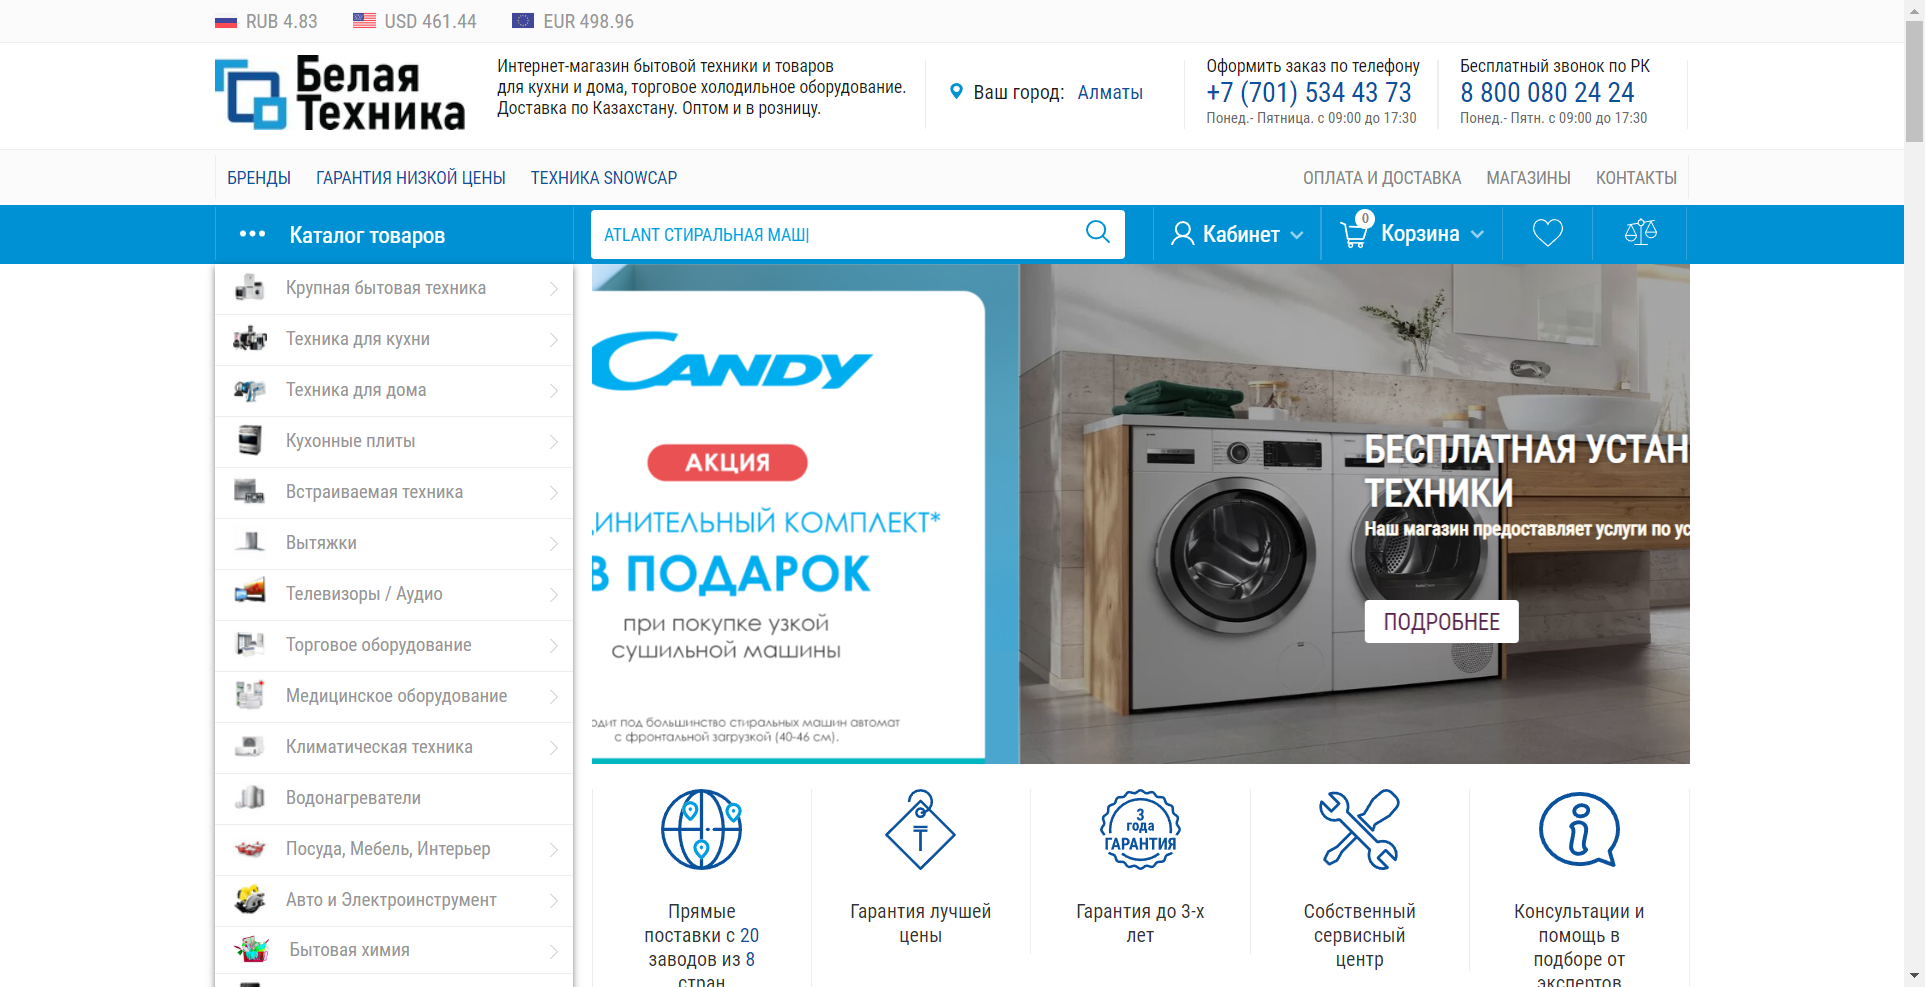 RUB 4.83
USD 461.44
EUR 498.96
Белая
Техника
Интернет-магазин бытовой техники и товаров
для кухни и дома, торговое холодильное оборудование.
Доставка по Казахстану. Оптом и в розницу.
Ваш город: Алматы
Оформить заказ по телефону
+7 (701) 534 43 73
Понед.- Пятница. с 09:00 до 17:30
Бесплатный звонок по РК
8 800 080 24 24
Понед.- Пятн. с 09:00 до 17:30
БРЕНДЫ
ГАРАНТИЯ НИЗКОЙ ЦЕНЫ
ТЕХНИКА SNOWCAP
ОПЛАТА И ДОСТАВКА
МАГАЗИНЫ
КОНТАКТЫ
Каталог товаров
ATLANT СТИРАЛЬНАЯ МАШ
Кабинет
0
Корзина
Крупная бытовая техника
Техника для кухни
Техника для дома
Кухонные плиты
Встраиваемая техника
Вытяжки
Телевизоры / Аудио
Торговое оборудование
Медицинское оборудование
Климатическая техника
Водонагреватели
Посуда, Мебель, Интерьер
Авто и Электроинструмент
Бытовая химия
CANDY
АКЦИЯ
ДИНИТЕЛЬНЫЙ КОМПЛЕКТ*
В ПОДАРОК
при покупке узкой
сушильной машины
одит под большинство стиральных машин автомат
с фронтальной загрузкой (40-46 см).
БЕСПЛАТНАЯ УСТАН
ТЕХНИКИ
Наш магазин предоставляет услуги по ус
ПОДРОБНЕЕ
Прямые
поставки с 20
заводов из 8
стран
₸
Гарантия лучшей
цены
3
года
ГАРАНТИЯ
Гарантия до 3-х
лет
Собственный
сервисный
центр
Консультации и
помощь в
подборе от
экспертов